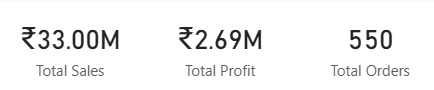 ₹33.00M ₹2.69M 550
Total Sales Total Profit Total Orders